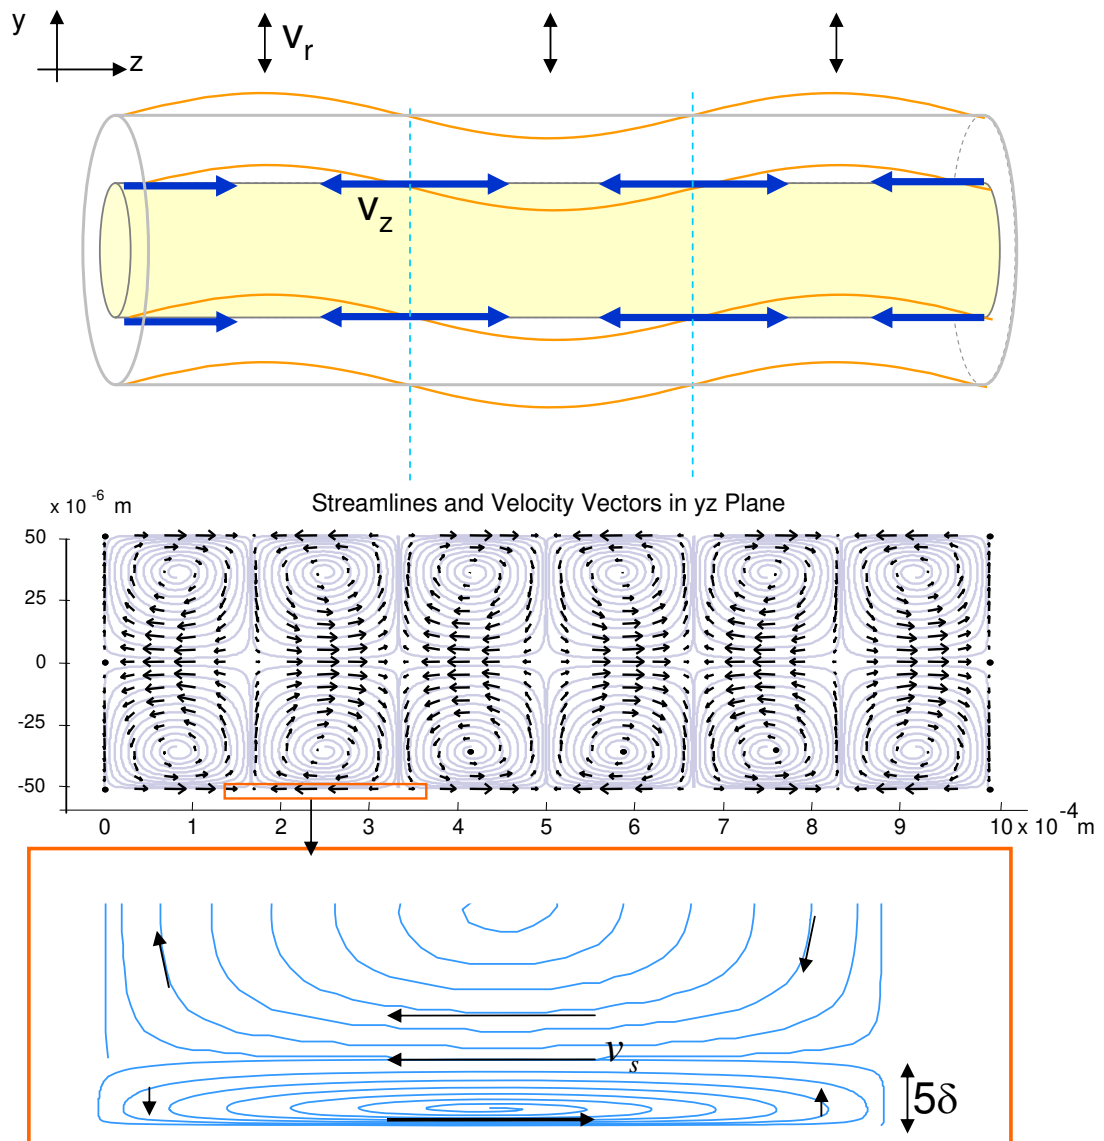 y
v_r
z
v_z
x 10^-6 m
Streamlines and Velocity Vectors in yz Plane
50
25
0
-25
-50
0 1 2 3 4 5 6 7 8 9 10 x 10^-4 m
v_s
5δ